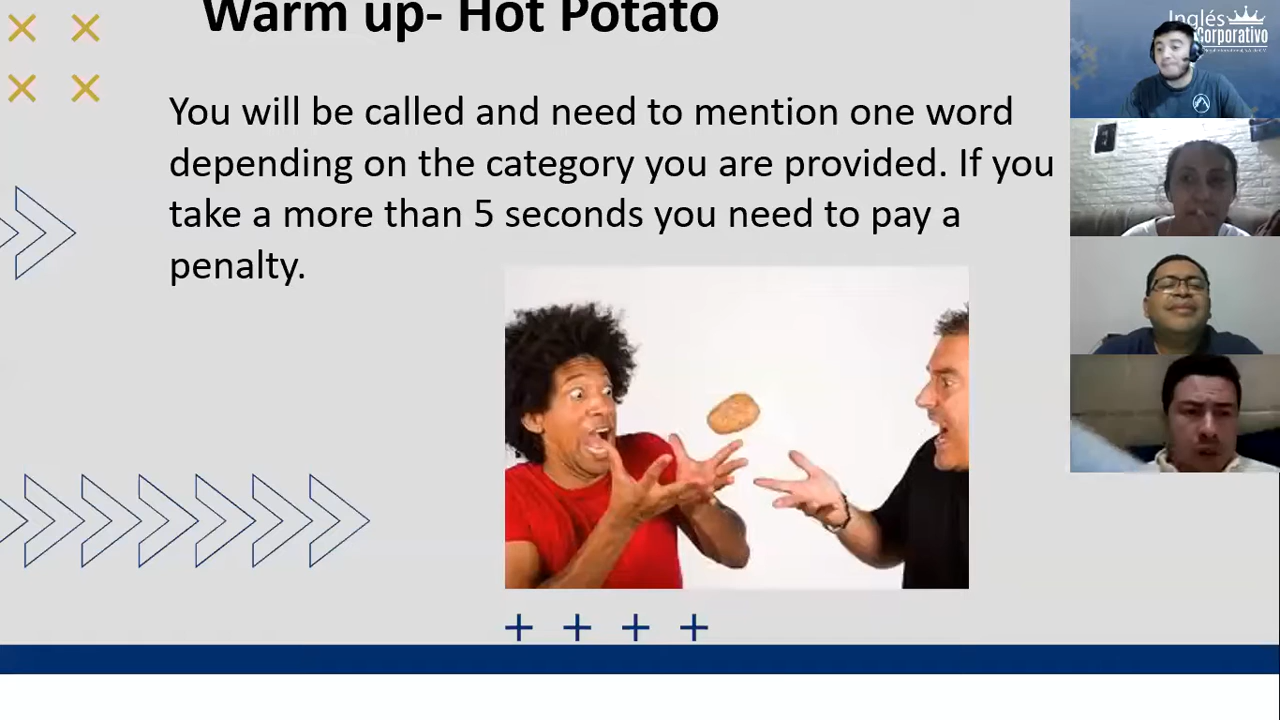 Warm up- Hot Potato
Inglés
Corporativo
You will be called and need to mention one word
depending on the category you are provided. If you
take a more than 5 seconds you need to pay a
penalty.